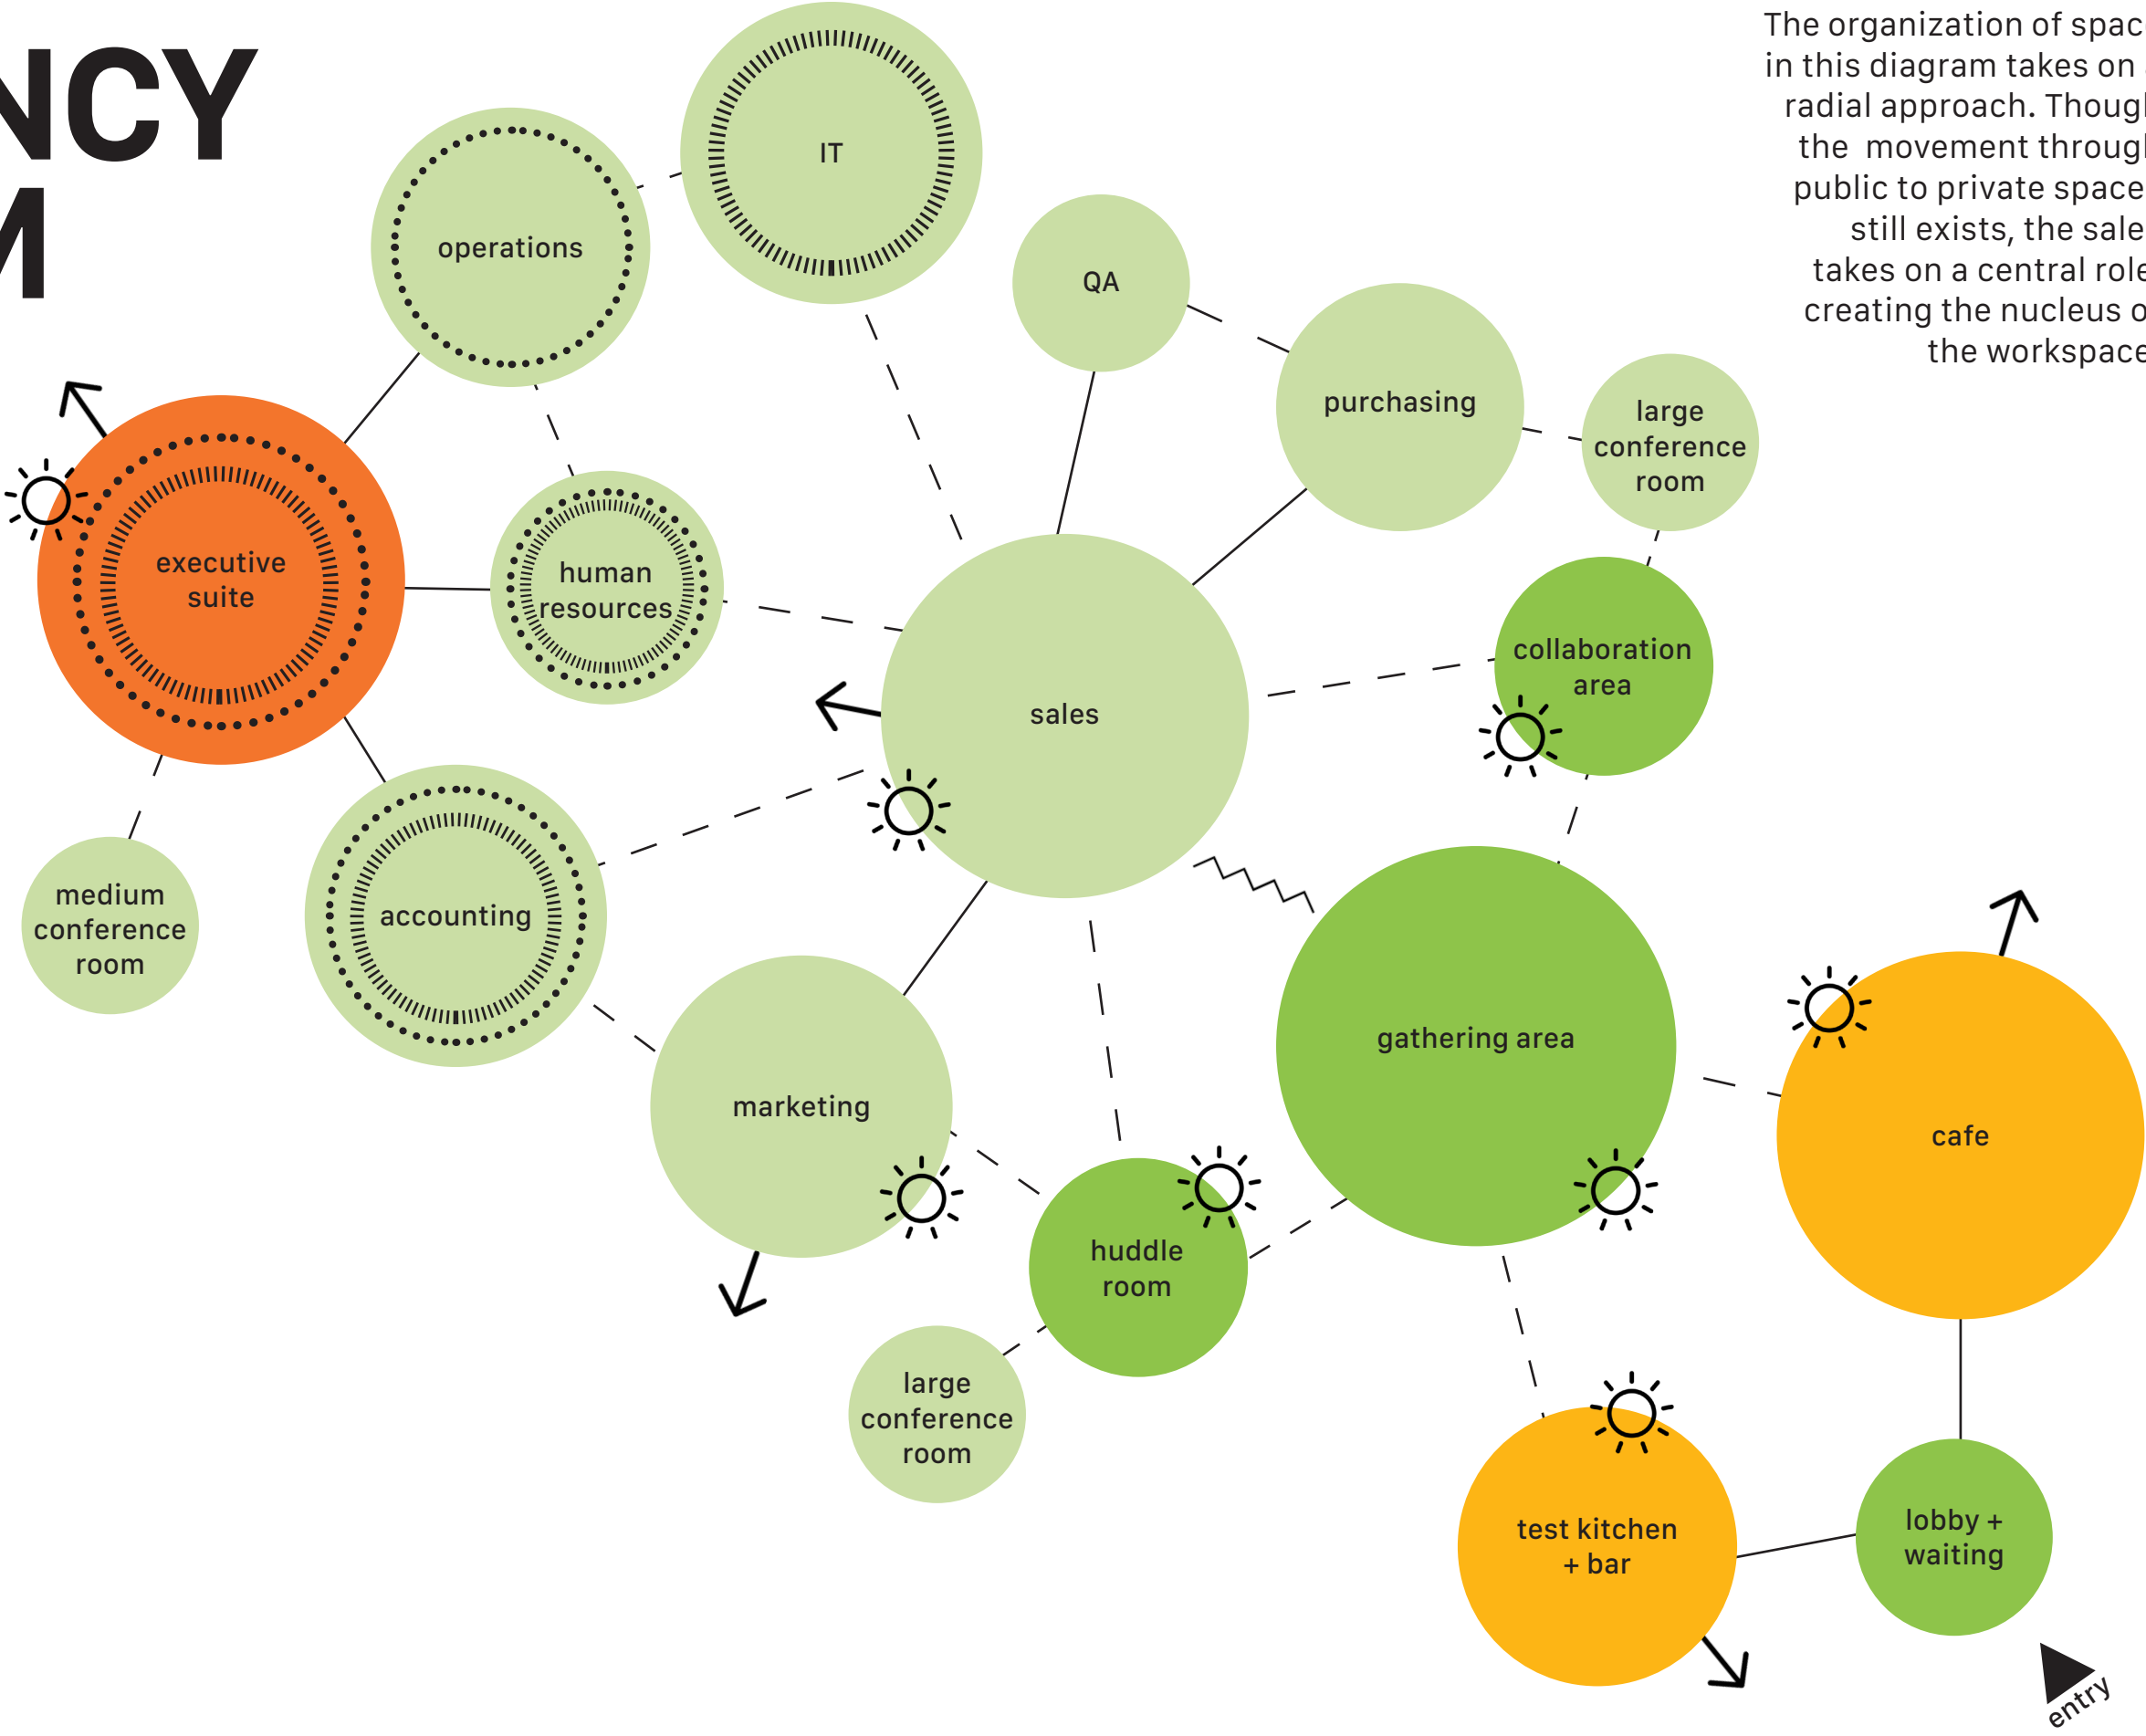 NCY
M
The organization of space
in this diagram takes on
radial approach. Though
the movement through
public to private space
still exists, the sale
takes on a central role
creating the nucleus o
the workspace
IT
operations
QA
purchasing
large
conference
room
executive
suite
human
resources
collaboration
area
sales
medium
conference
room
accounting
gathering area
marketing
cafe
huddle
room
large
conference
room
test kitchen
+ bar
lobby +
waiting
entry